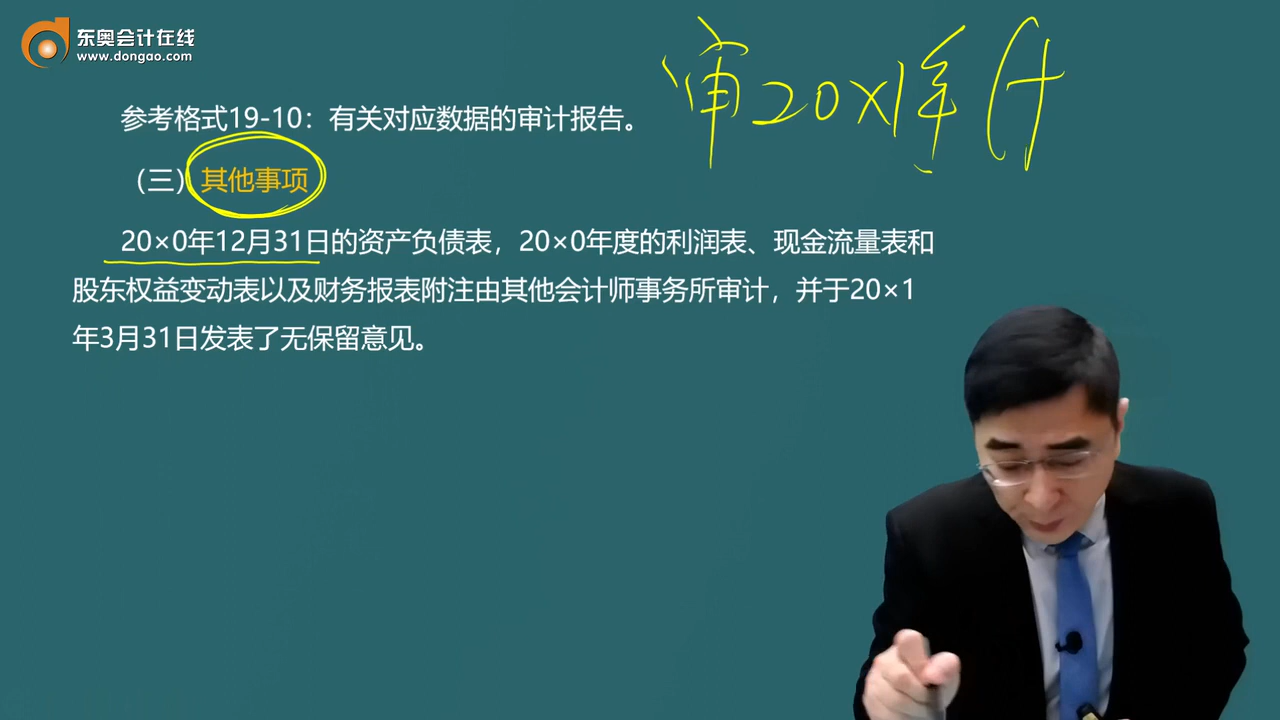 东奥会计在线
www.dongao.com
审20×1年
参考格式19-10：有关对应数据的审计报告。
（三）其他事项
20×0年12月31日的资产负债表，20×0年度的利润表、现金流量表和
股东权益变动表以及财务报表附注由其他会计师事务所审计，并于20×1
年3月31日发表了无保留意见。